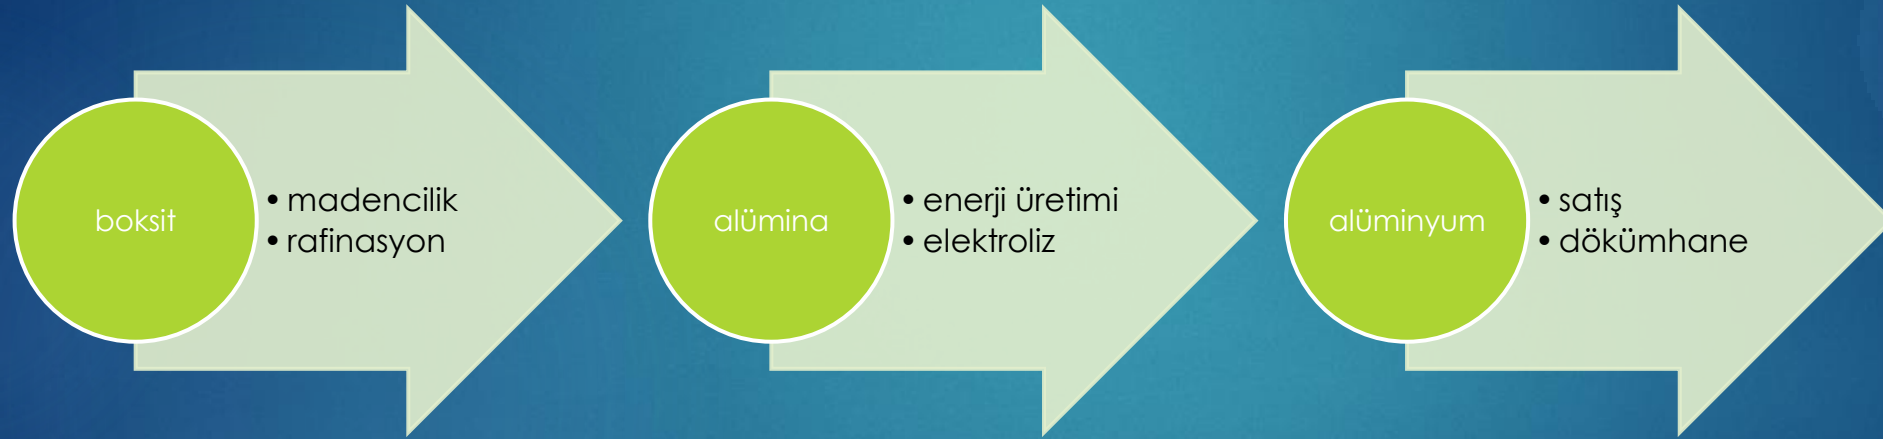 boksit
• madencilik
• rafinasyon
alümina
• enerji üretimi
• elektroliz
alüminyum
• satış
• dökümhane